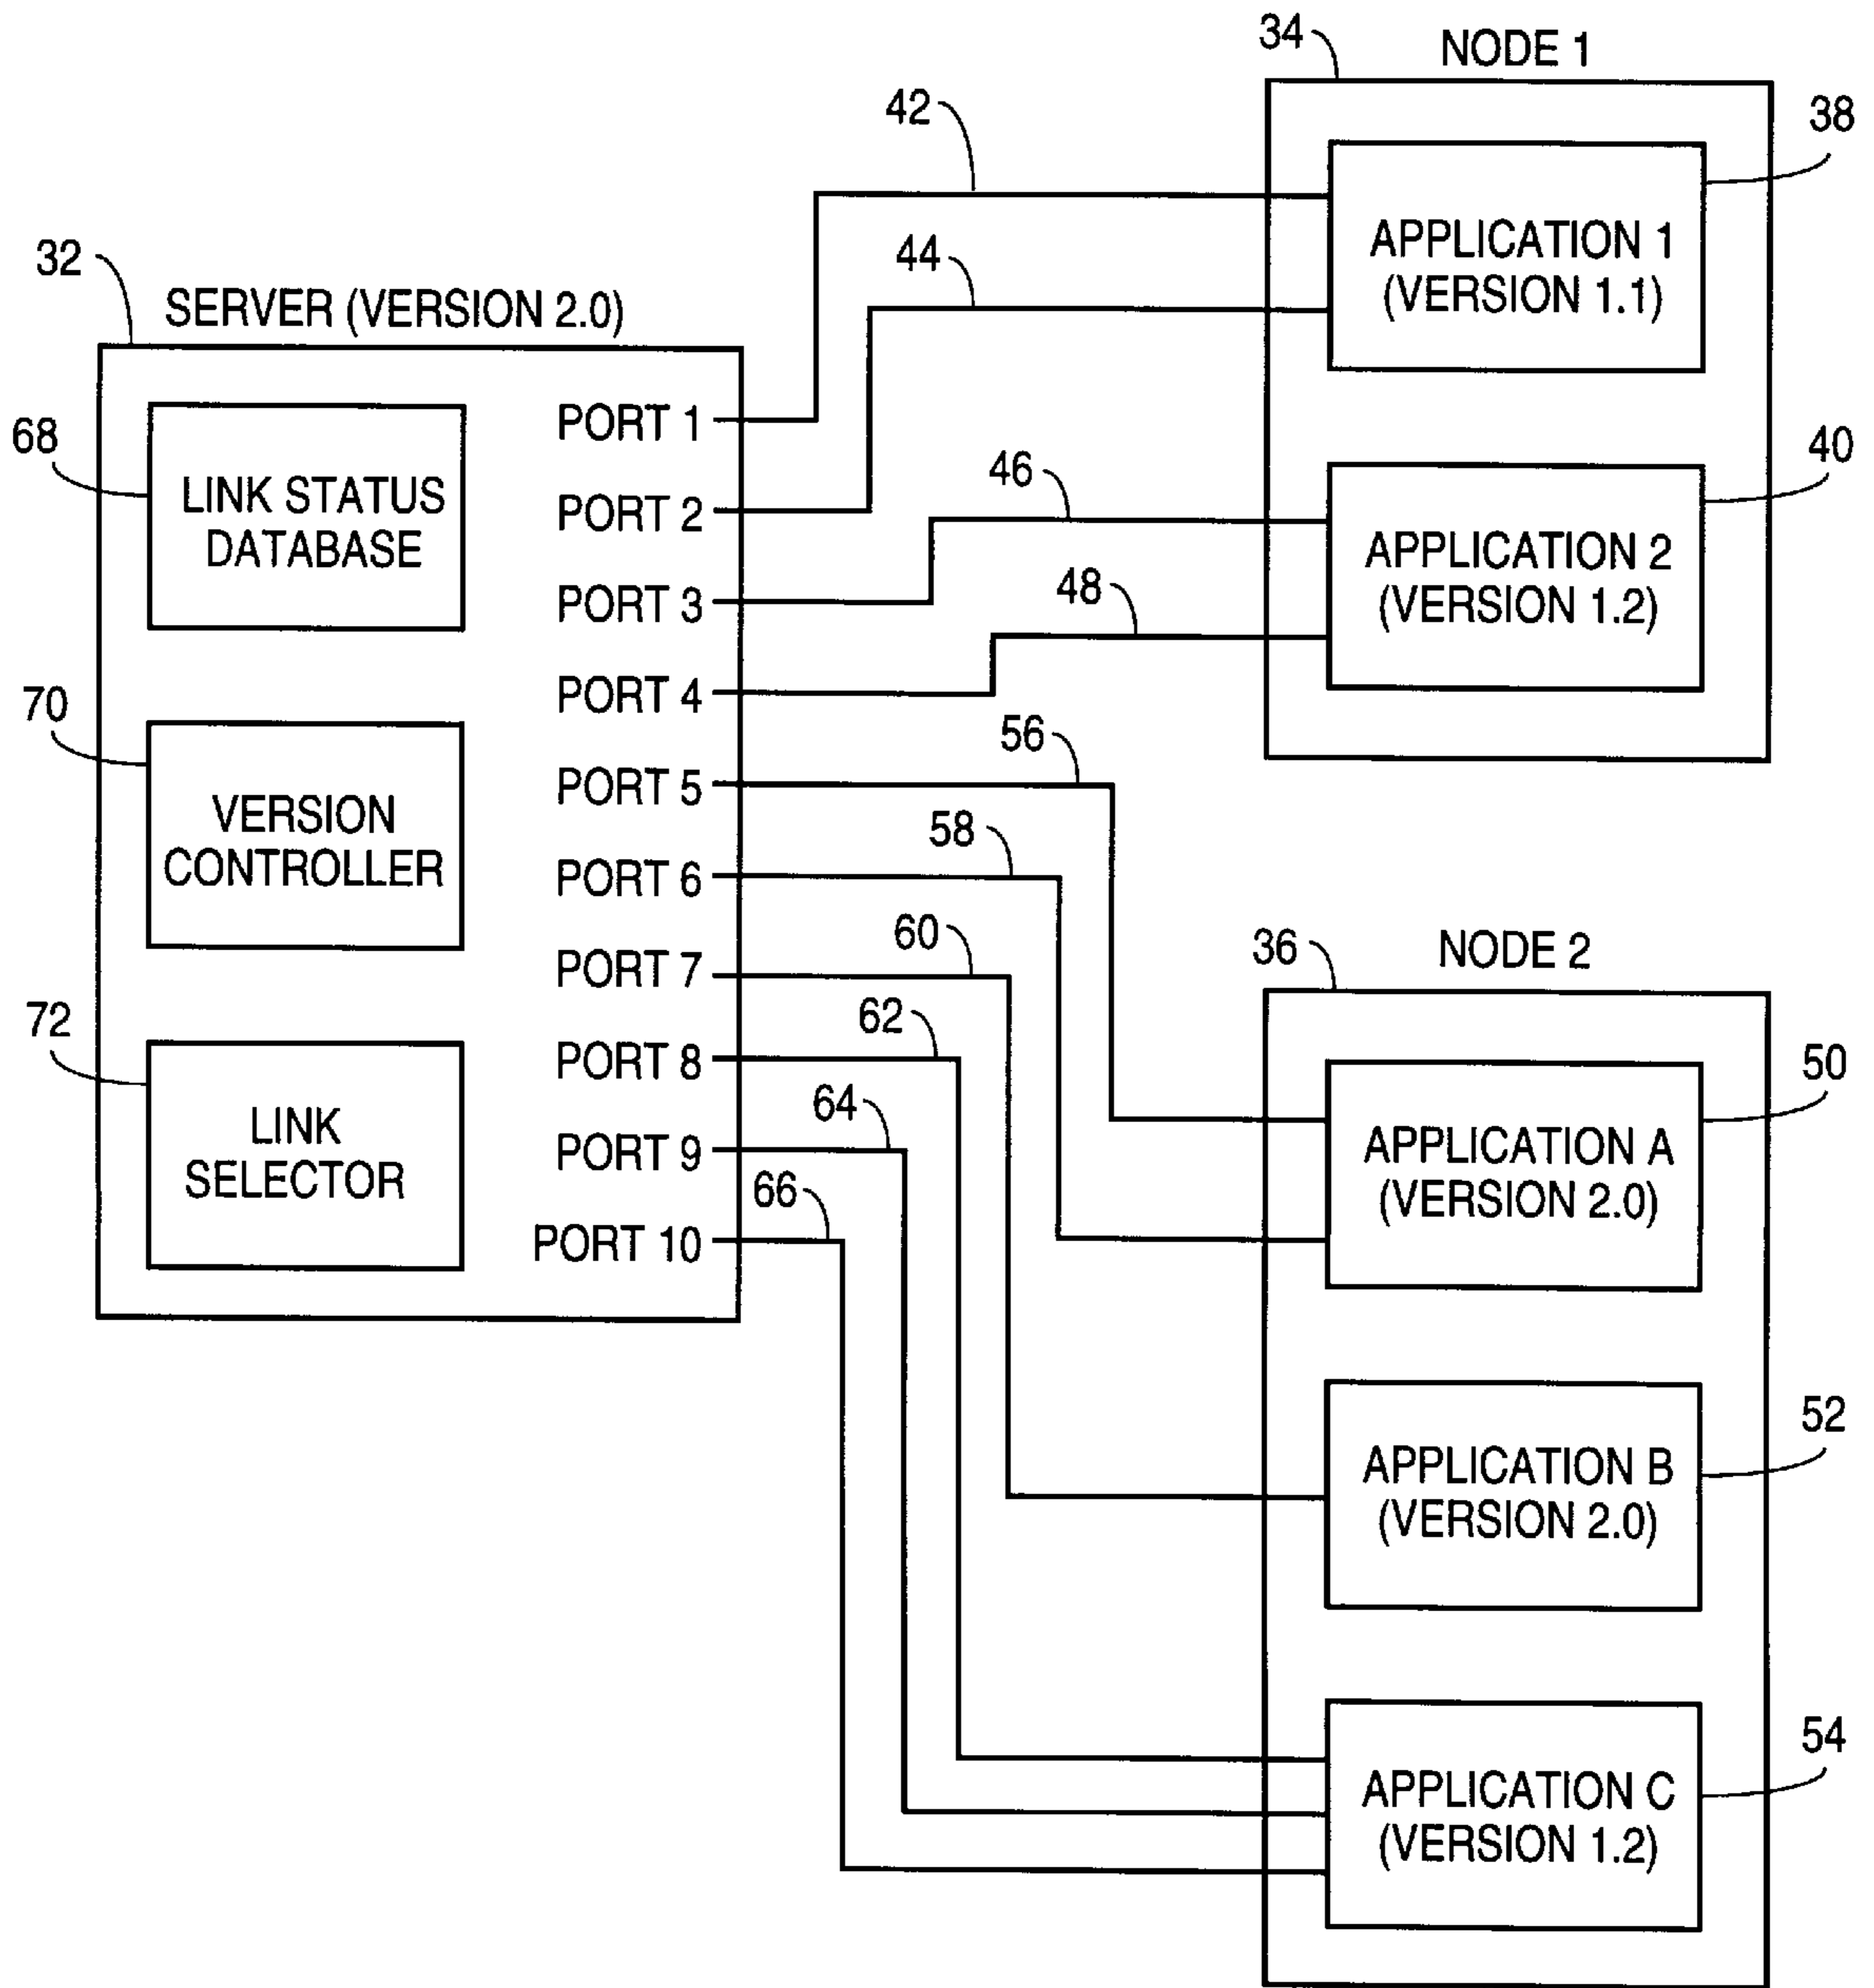 34
NODE 1
42
38
APPLICATION 1
(VERSION 1.1)
32
44
SERVER (VERSION 2.0)
68
LINK STATUS
DATABASE
PORT 1
PORT 2
PORT 3
PORT 4
46
48
40
APPLICATION 2
(VERSION 1.2)
70
VERSION
CONTROLLER
PORT 5
PORT 6
PORT 7
56
58
60
36
NODE 2
72
LINK
SELECTOR
PORT 8
PORT 9
PORT 10
62
64
66
50
APPLICATION A
(VERSION 2.0)
52
APPLICATION B
(VERSION 2.0)
54
APPLICATION C
(VERSION 1.2)